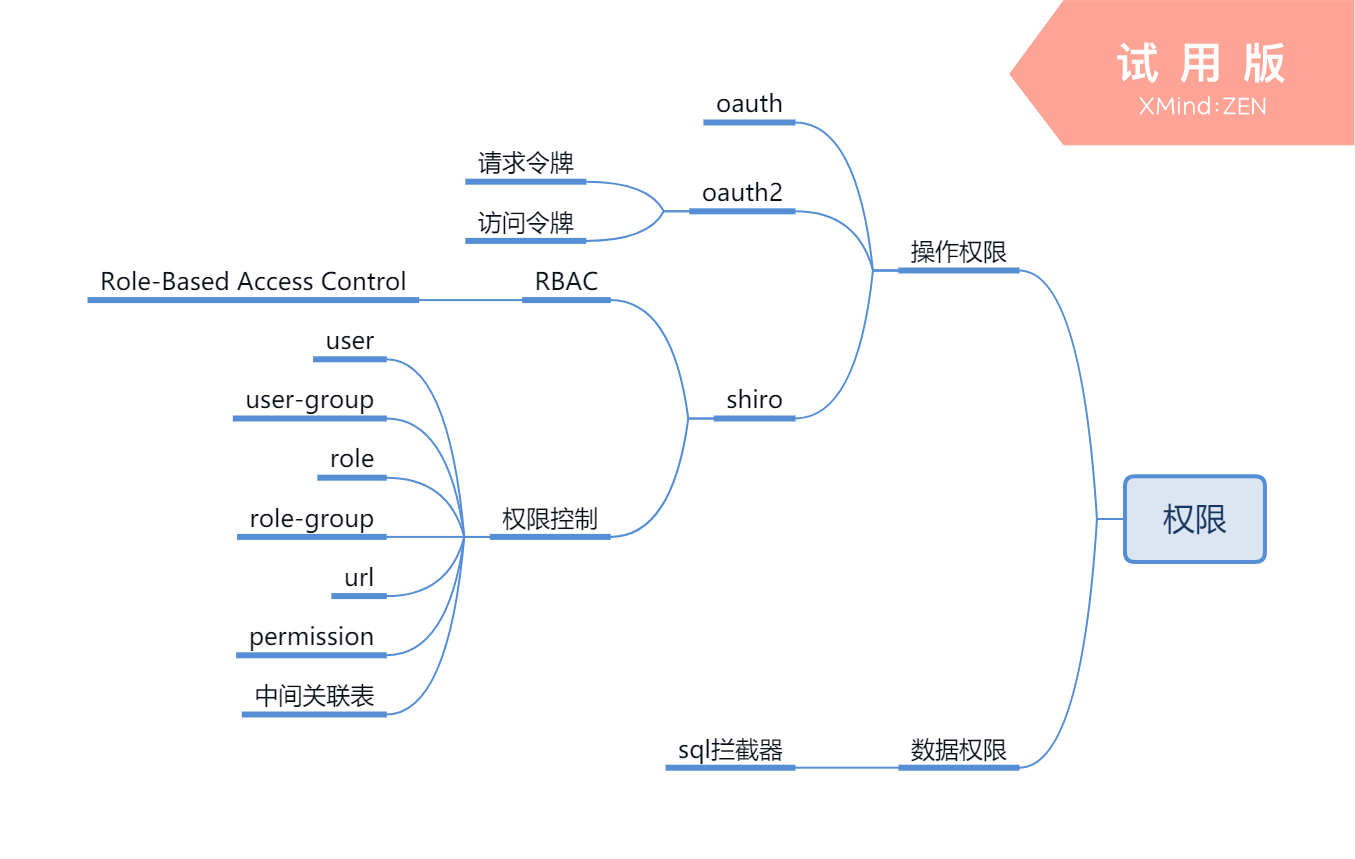 试用版
XMind:ZEN
oauth
请求令牌
oauth2
访问令牌
操作权限
Role-Based Access Control
RBAC
user
user-group
shiro
role
role-group
权限控制
权限
url
permission
中间关联表
sql拦截器
数据权限